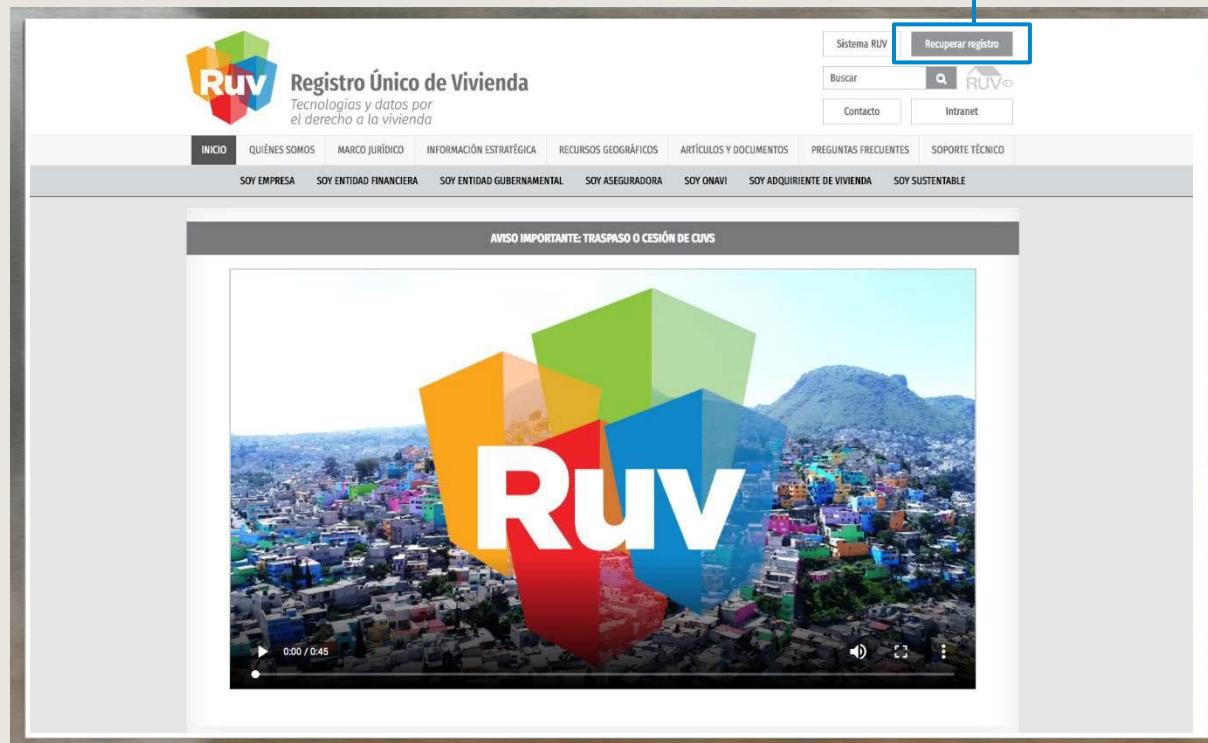 Sistema RUV
Recuperar registro
Ruv
Registro Único de Vivienda
Tecnologías y datos por
el derecho a la vivienda
Buscar
RUV ID
Contacto
Intranet
INICIO QUIÉNES SOMOS MARCO JURÍDICO INFORMACIÓN ESTRATÉGICA RECURSOS GEOGRÁFICOS ARTÍCULOS Y DOCUMENTOS PREGUNTAS FRECUENTES SOPORTE TÉCNICO
SOY EMPRESA SOY ENTIDAD FINANCIERA SOY ENTIDAD GUBERNAMENTAL SOY ASEGURADORA SOY ONAVI SOY ADQUIRIENTE DE VIVIENDA SOY SUSTENTABLE
AVISO IMPORTANTE: TRASPASO O CESIÓN DE CUVS
Ruv
0:00 / 0:45